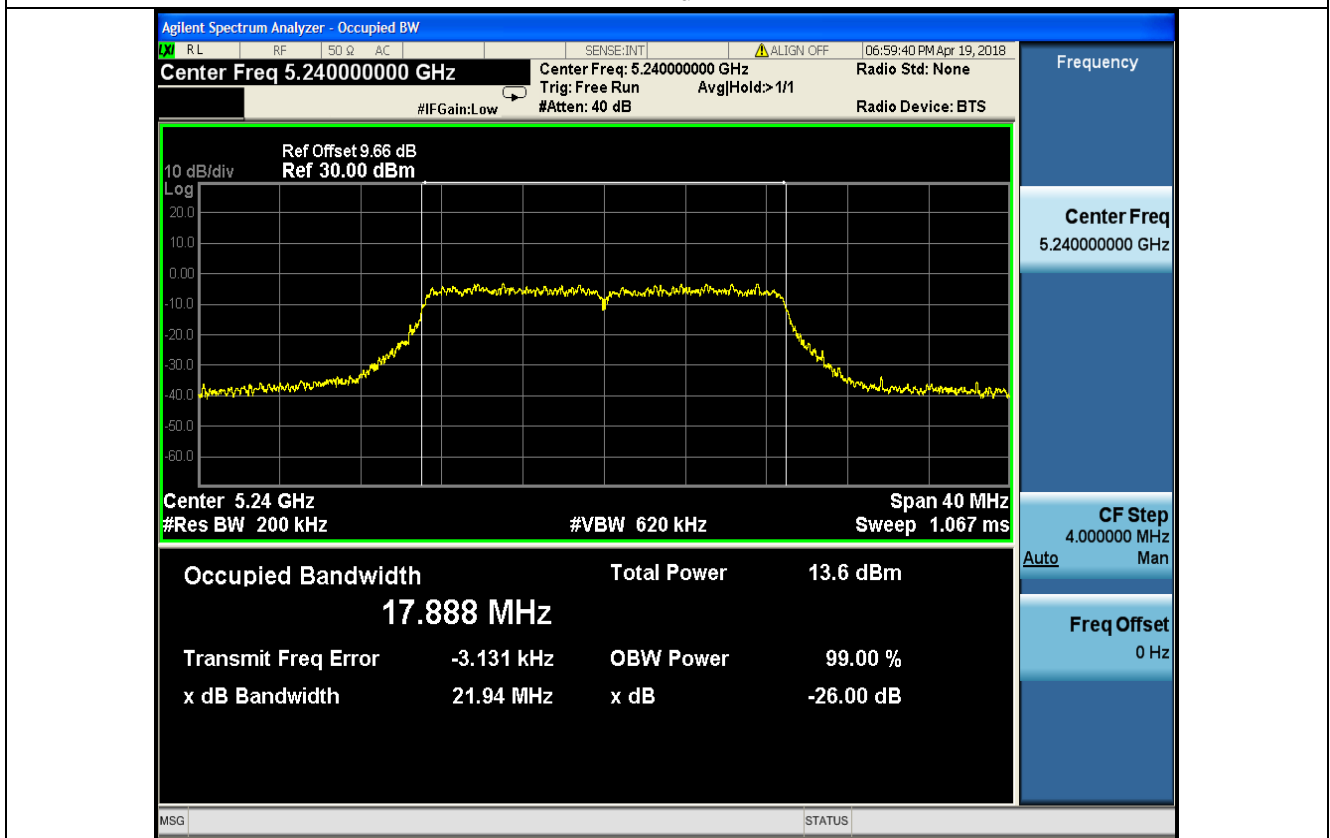 Agilent Spectrum Analyzer - Occupied BW
LXI RL RF 50 Ω AC SENSE:INT ALIGN OFF 06:59:40 PM Apr 19, 2018
Center Freq 5.240000000 GHz
Center Freq: 5.240000000 GHz
Radio Std: None
Trig: Free Run Avg|Hold:> 1/1
#IFGain:Low
#Atten: 40 dB
Radio Device: BTS
Ref Offset 9.66 dB
10 dB/div Ref 30.00 dBm
Log
20.0
10.0
0.00
-10.0
-20.0
-30.0
-40.0
-50.0
-60.0
Center 5.24 GHz Span 40 MHz
#Res BW 200 kHz #VBW 620 kHz Sweep 1.067 ms
Occupied Bandwidth Total Power 13.6 dBm
17.888 MHz
Transmit Freq Error -3.131 kHz OBW Power 99.00 %
x dB Bandwidth 21.94 MHz x dB -26.00 dB
Frequency
Center Freq
5.240000000 GHz
CF Step
4.000000 MHz
Auto Man
Freq Offset
0 Hz
MSG STATUS